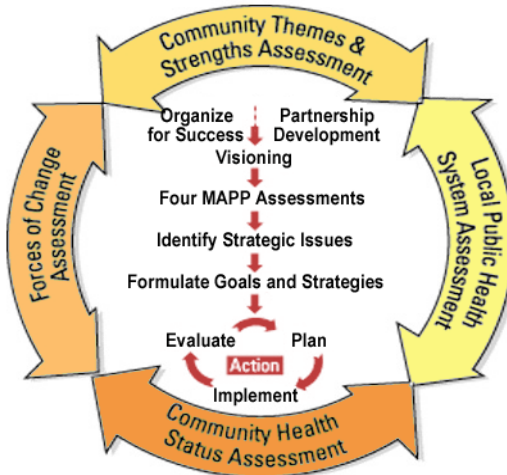 Community Themes &
Strengths Assessment
Organize
for Success
Partnership
Development
Visioning
Four MAPP Assessments
Identify Strategic Issues
Formulate Goals and Strategies
Evaluate
Plan
Action
Implement
Forces of Change
Assessment
Local Public Health
System Assessment
Community Health
Status Assessment